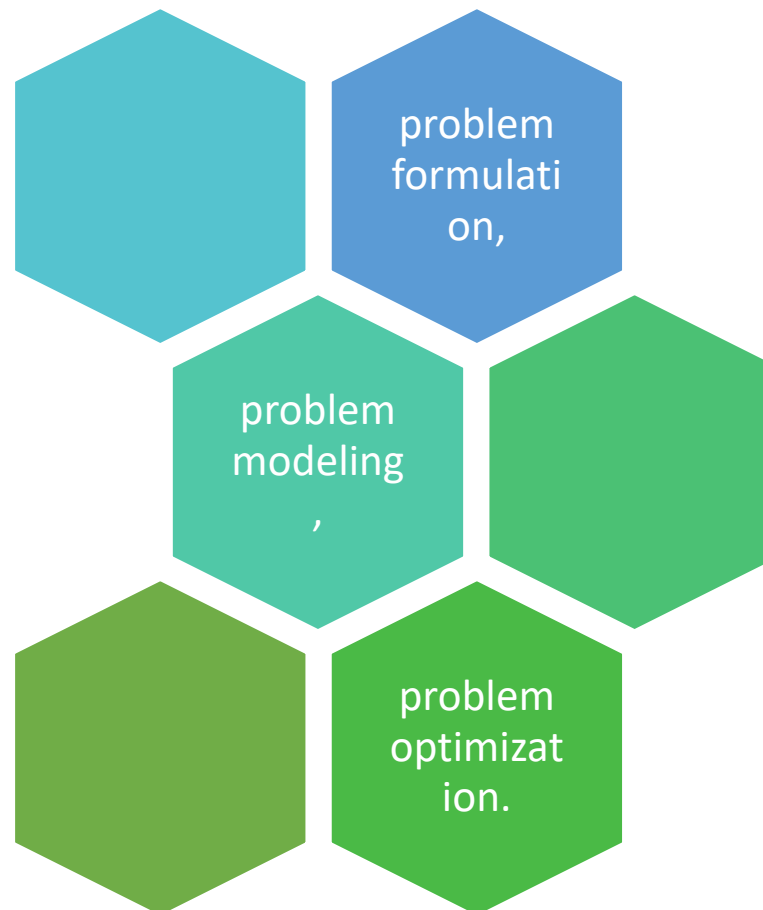 problem
formulati
on,
problem
modeling
,
problem
optimizat
ion.